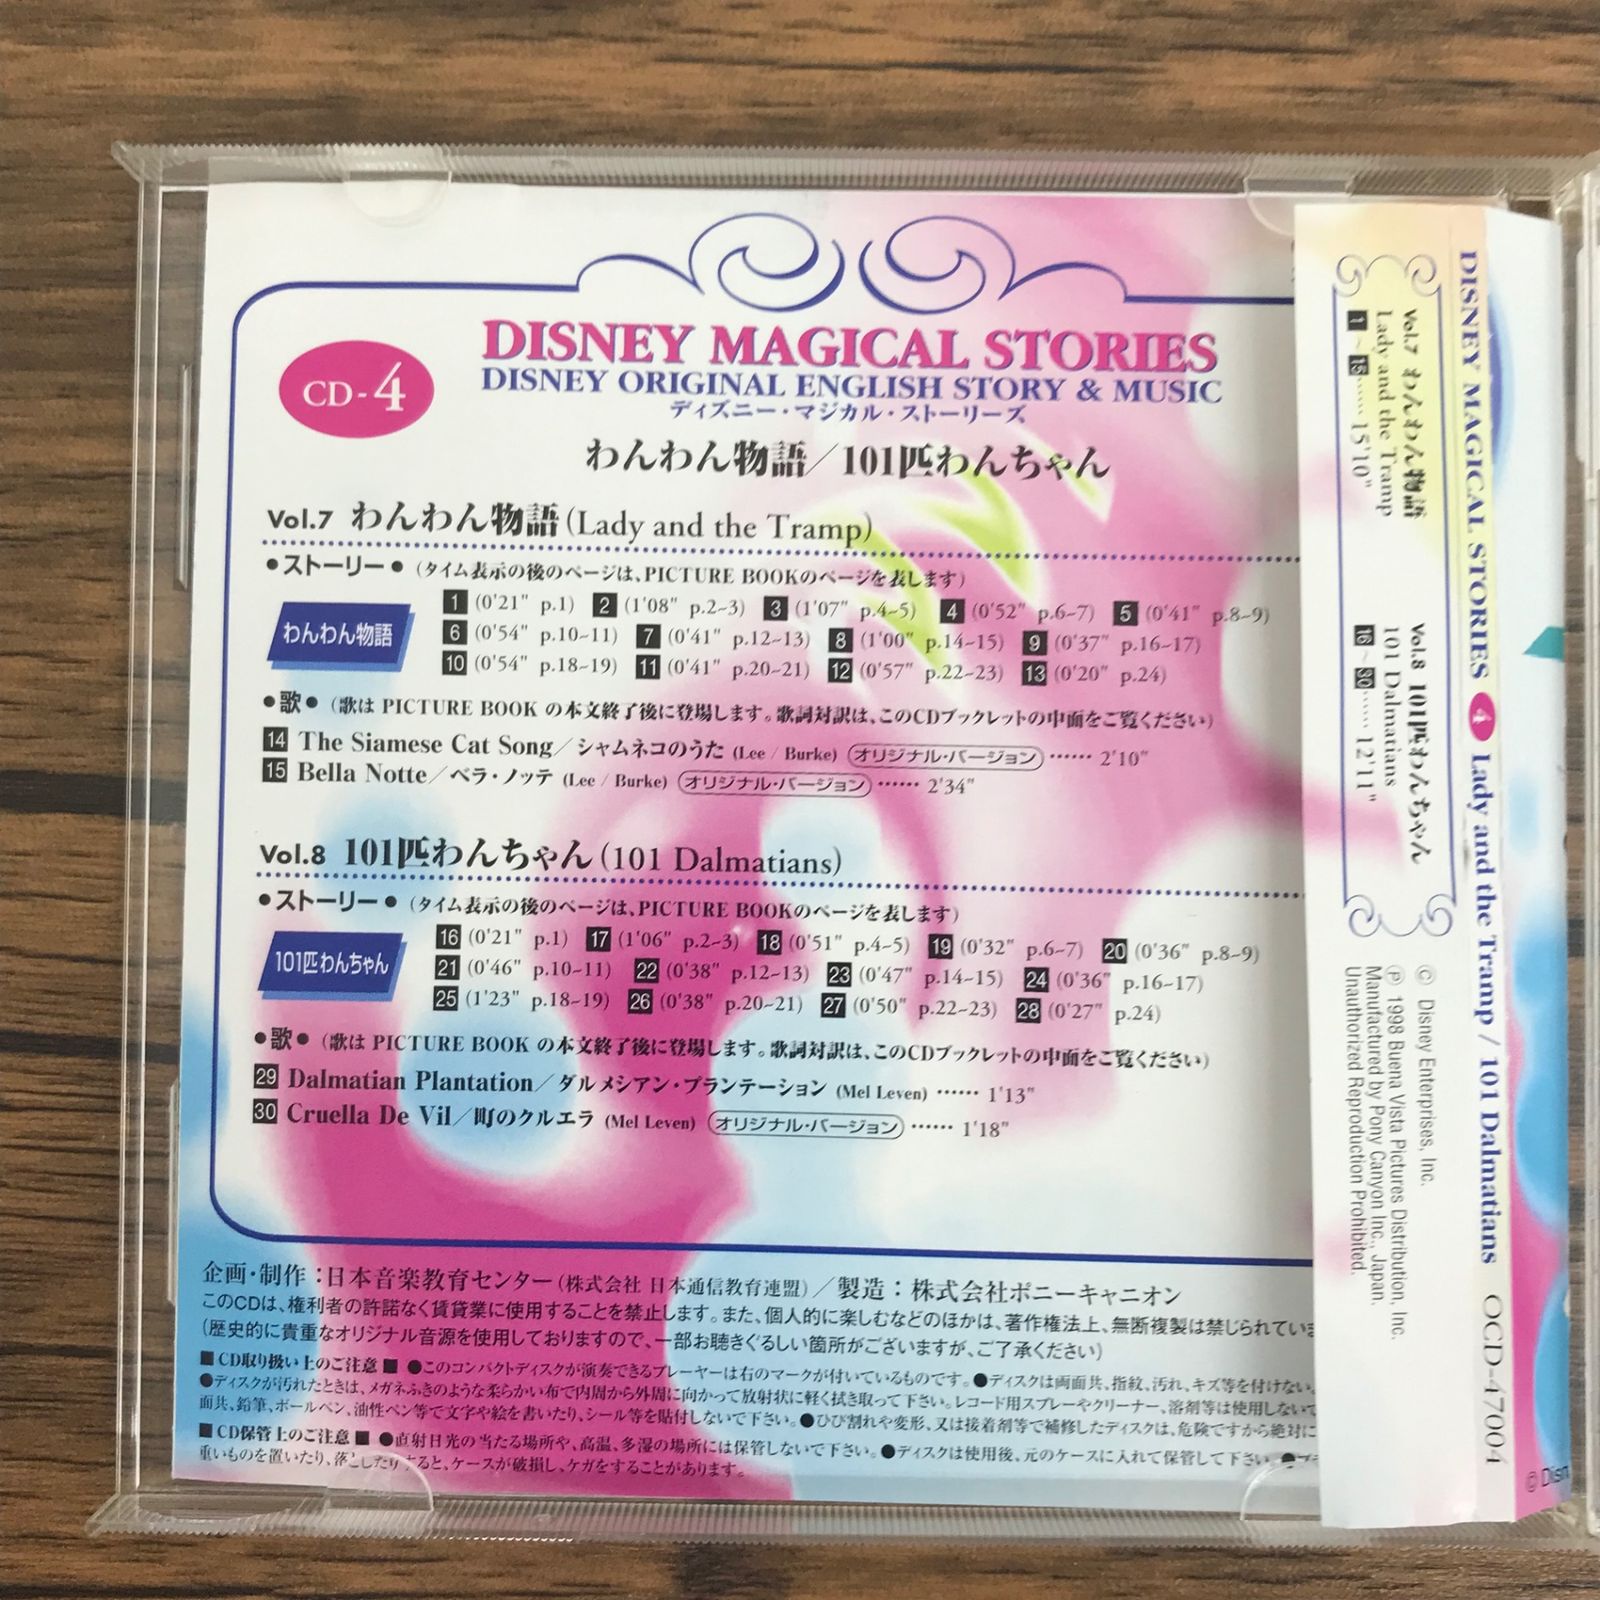 CD-4
DISNEY MAGICAL STORIES
DISNEY ORIGINAL ENGLISH STORY & MUSIC
ディズニー・マジカル・ストーリーズ
わんわん物語／101匹わんちゃん
Vol.7 わんわん物語(Lady and the Tramp)
●ストーリー●（タイム表示の後のページは、PICTURE BOOKのページを表します）
わんわん物語
1 (0'21" p.1) 2 (1'08" p.2~3) 3 (1'07" p.4~5) 4 (0'52" p.6~7) 5 (0'41" p.8~9)
6 (0'54" p.10~11) 7 (0'41" p.12~13) 8 (1'00" p.14~15) 9 (0'37" p.16~17)
10 (0'54" p.18~19) 11 (0'41" p.20~21) 12 (0'57" p.22~23) 13 (0'20" p.24)
●歌●（歌は PICTURE BOOK の本文終了後に登場します。歌詞対訳は、このCDブックレットの中面をご覧ください）
14 The Siamese Cat Song／シャムネコのうた (Lee / Burke) オリジナル・バージョン ‥‥‥ 2'10"
15 Bella Notte／ベラ・ノッテ (Lee / Burke) オリジナル・バージョン ‥‥‥ 2'34"
Vol.8 101匹わんちゃん(101 Dalmatians)
●ストーリー●（タイム表示の後のページは、PICTURE BOOKのページを表します）
101匹わんちゃん
16 (0'21" p.1) 17 (1'06" p.2~3) 18 (0'51" p.4~5) 19 (0'32" p.6~7) 20 (0'36" p.8~9)
21 (0'46" p.10~11) 22 (0'38" p.12~13) 23 (0'47" p.14~15) 24 (0'36" p.16~17)
25 (1'23" p.18~19) 26 (0'38" p.20~21) 27 (0'50" p.22~23) 28 (0'27" p.24)
●歌●（歌は PICTURE BOOK の本文終了後に登場します。歌詞対訳は、このCDブックレットの中面をご覧ください）
29 Dalmatian Plantation／ダルメシアン・プランテーション (Mel Leven) ‥‥‥ 1'13"
30 Cruella De Vil／町のクルエラ (Mel Leven) オリジナル・バージョン ‥‥‥ 1'18"
企画・制作：日本音楽教育センター（株式会社 日本通信教育連盟）／製造：株式会社ポニーキャニオン
このCDは、権利者の許諾なく賃貸業に使用することを禁止します。また、個人的に楽しむなどのほかは、著作権法上、無断複製は禁じられていま
（歴史的に貴重なオリジナル音源を使用しておりますので、一部お聴きぐるしい箇所がございますが、ご了承ください）
■CD取り扱い上のご注意■ ●このコンパクトディスクが演奏できるプレーヤーは右のマークが付いているものです。●ディスクは両面共、指紋、汚れ、キズ等を付けない
●ディスクが汚れたときは、メガネふきのような柔らかい布で内周から外周に向かって放射状に軽く拭き取って下さい。レコード用スプレーやクリーナー、溶剤等は使用しないで
面共、鉛筆、ボールペン、油性ペン等で文字や絵を書いたり、シール等を貼付しないで下さい。●ひび割れや変形、又は接着剤等で補修したディスクは、危険ですから絶対に
■CD保管上のご注意■ ●直射日光の当たる場所や、高温、多湿の場所には保管しないで下さい。●ディスクは使用後、元のケースに入れて保管して下さい。
重いものを置いたり、落としたりすると、ケースが破損し、ケガをすることがあります。
Vol.7 わんわん物語
Lady and the Tramp
1 ~ 15 ‥‥‥ 15'10"
Vol.8 101匹わんちゃん
101 Dalmatians
16 ~ 30 ‥‥‥ 12'11"
© Disney Enterprises, Inc.
℗ 1998 Buena Vista Pictures Distribution, Inc.
Manufactured by Pony Canyon Inc., Japan.
Unauthorized Reproduction Prohibited.
DISNEY MAGICAL STORIES 4 Lady and the Tramp / 101 Dalmatians OCD-47004
© Disn